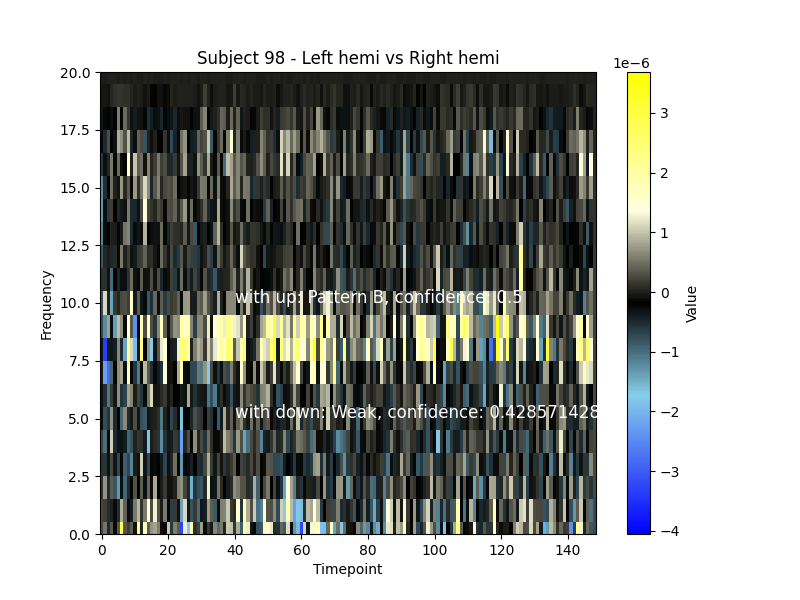 Subject 98 - Left hemi vs Right hemi
1e−6
20.0
17.5
15.0
12.5
10.0
7.5
5.0
2.5
0.0
Frequency
with up: Pattern B, confidence: 0.5
with down: Weak, confidence: 0.428571428
0 20 40 60 80 100 120 140
Timepoint
3
2
1
0
−1
−2
−3
−4
Value